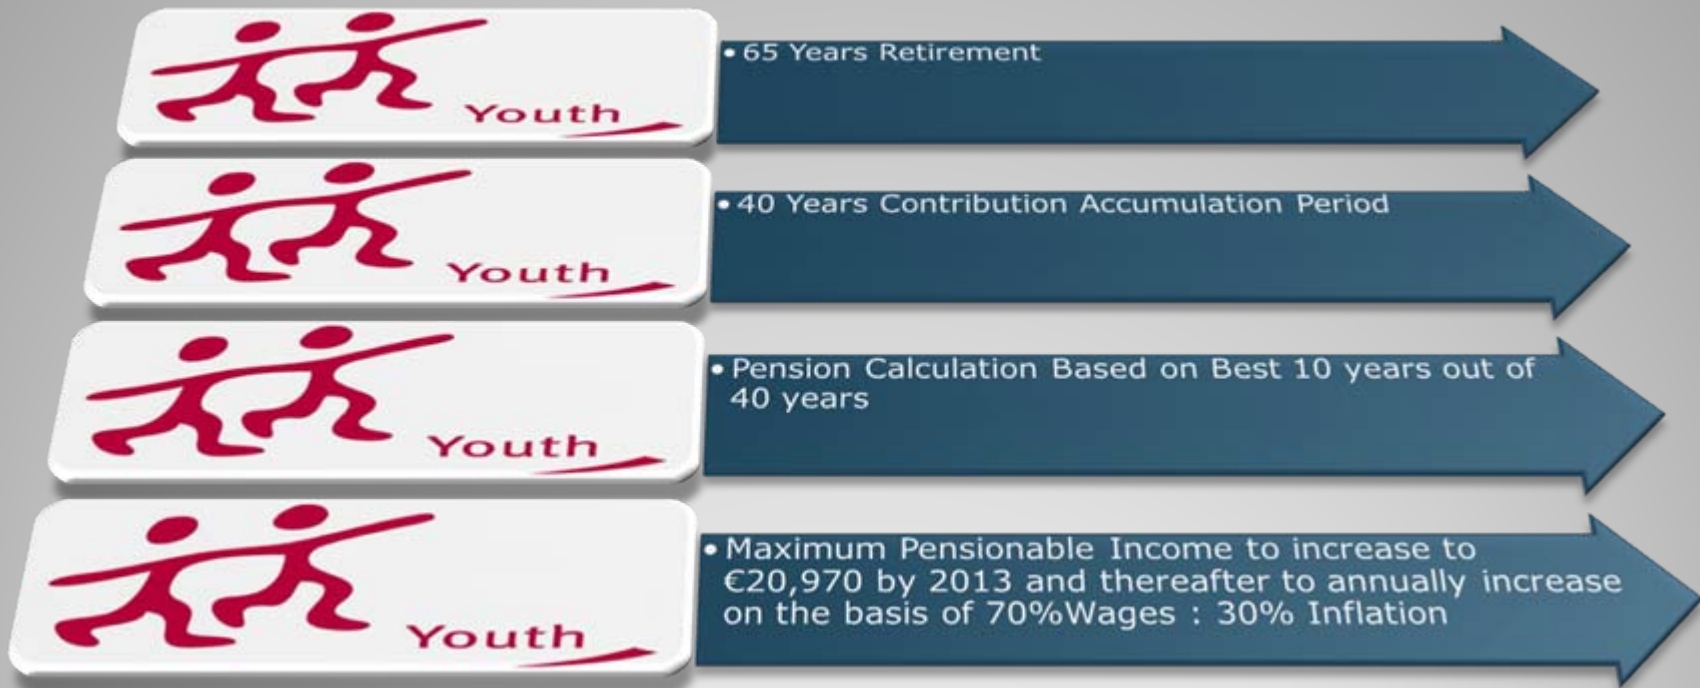 Youth
• 65 Years Retirement
Youth
• 40 Years Contribution Accumulation Period
Youth
• Pension Calculation Based on Best 10 years out of
40 years
Youth
• Maximum Pensionable Income to increase to
€20,970 by 2013 and thereafter to annually increase
on the basis of 70%Wages : 30% Inflation